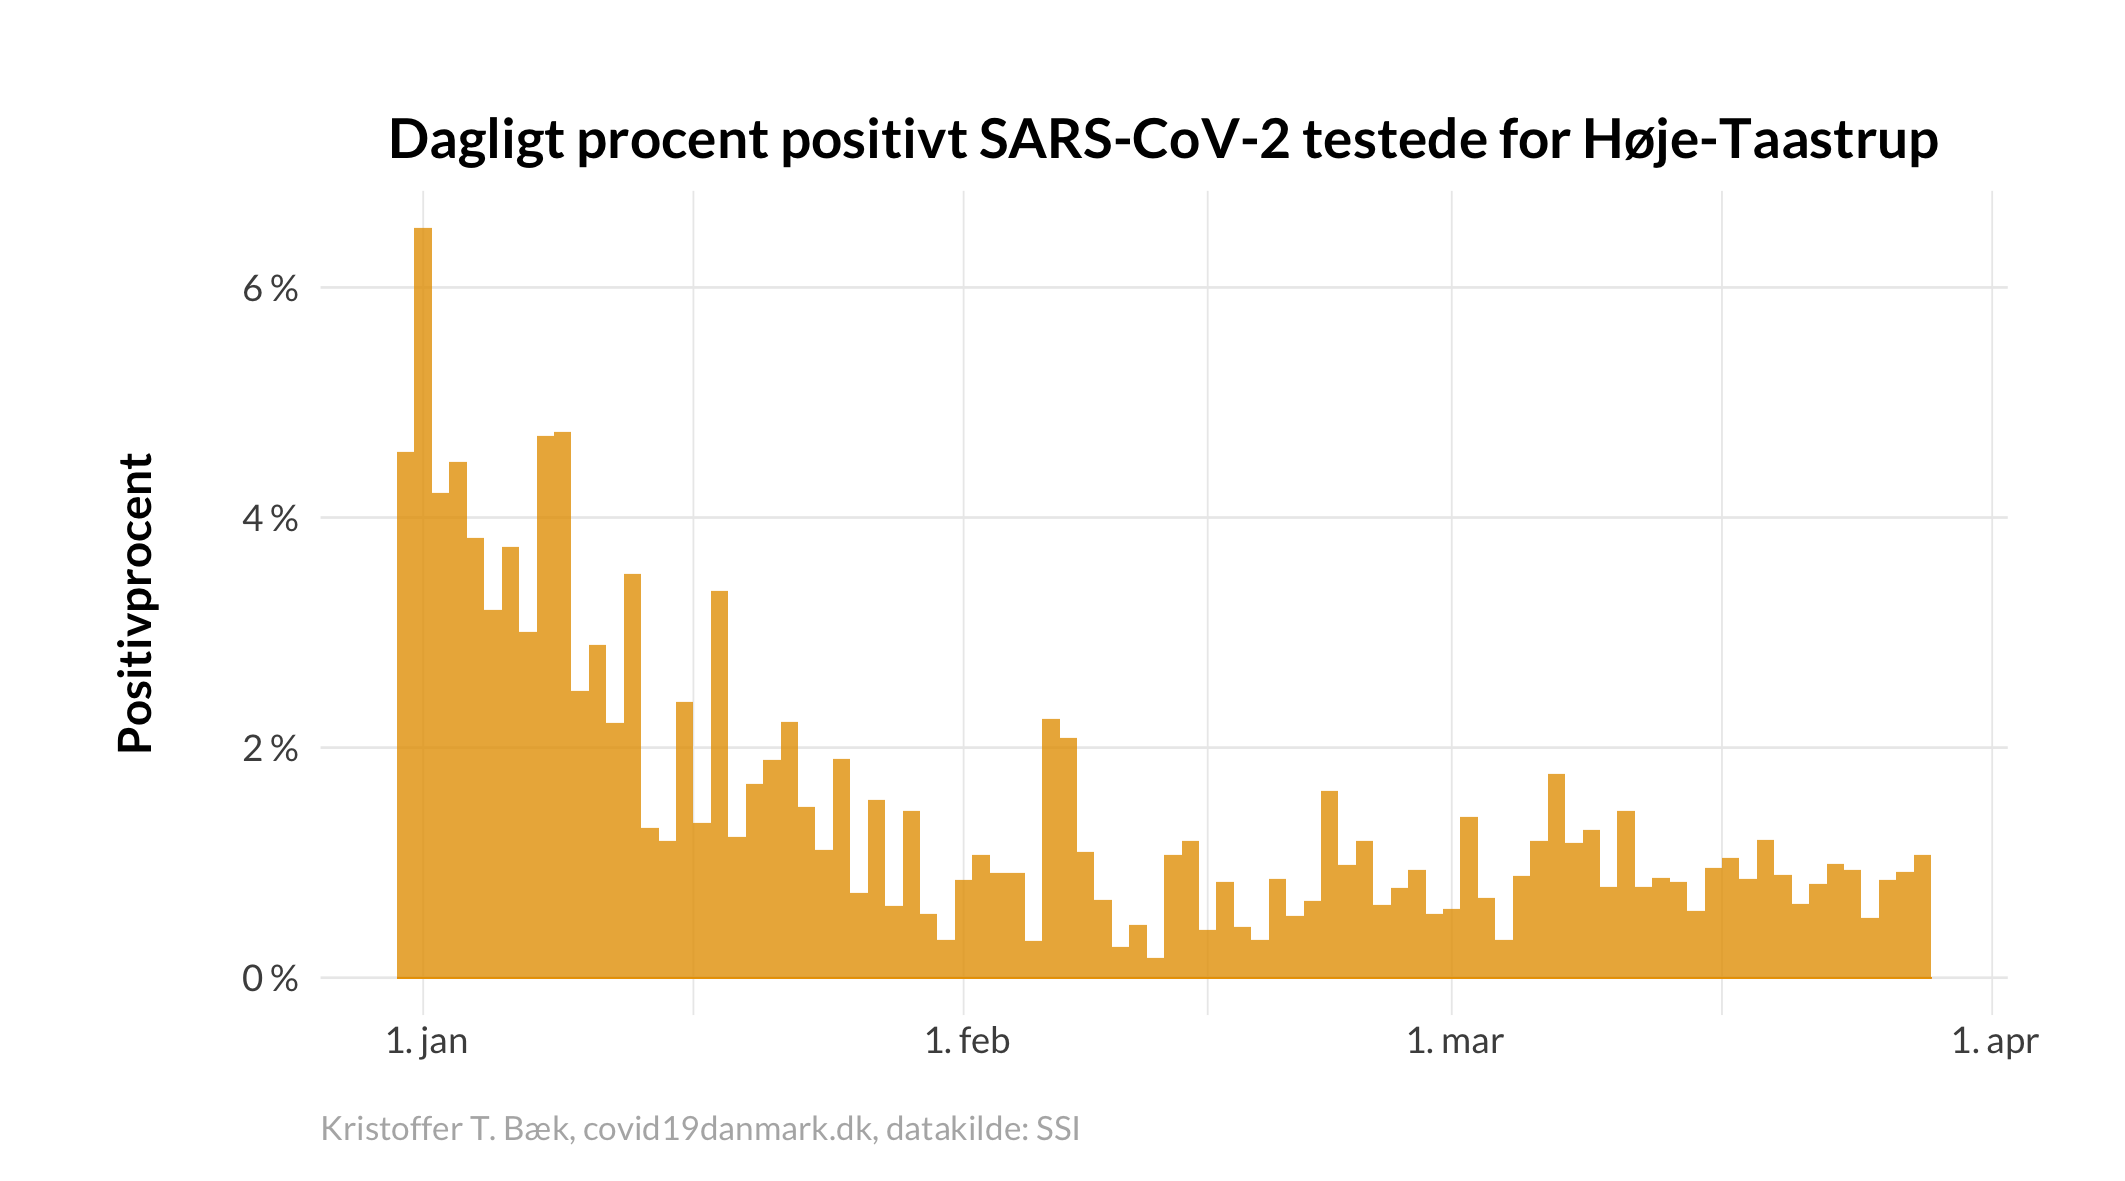 Dagligt procent positivt SARS-CoV-2 testede for Høje-Taastrup
Positivprocent
6 %
4 %
2 %
0 %
1. jan
1. feb
1. mar
1. apr
Kristoffer T. Bæk, covid19danmark.dk, datakilde: SSI